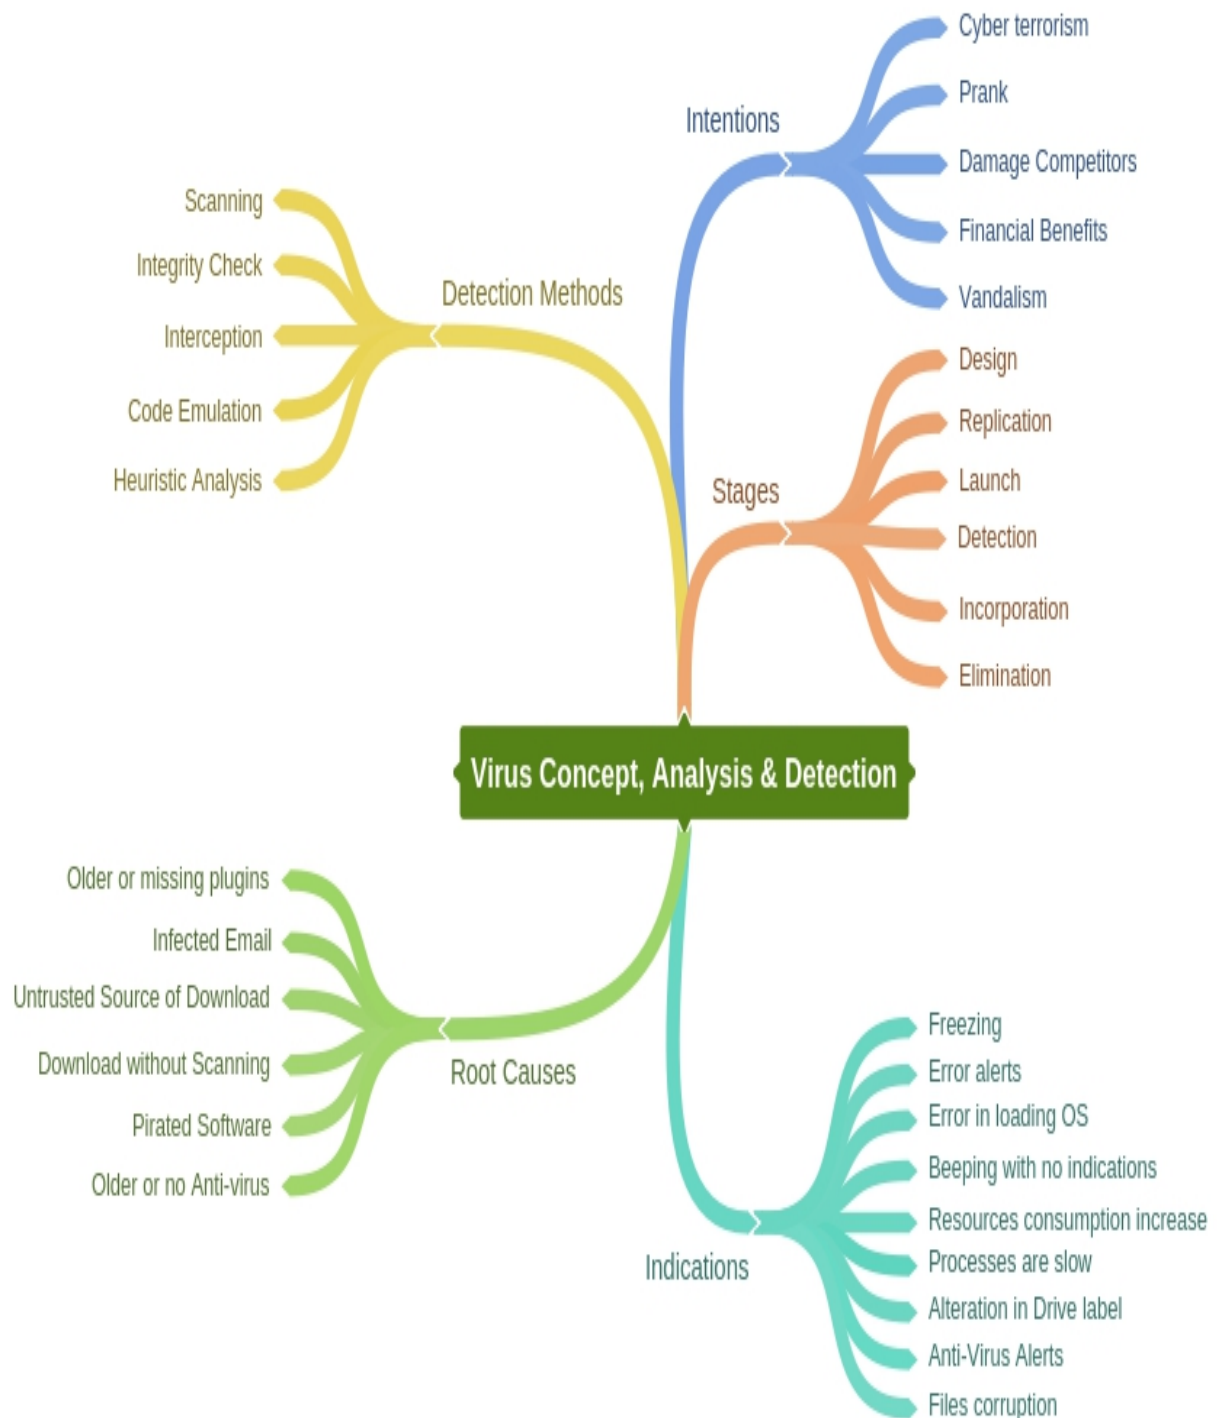 Intentions
Cyber terrorism
Prank
Damage Competitors
Financial Benefits
Vandalism
Detection Methods
Scanning
Integrity Check
Interception
Code Emulation
Heuristic Analysis
Stages
Design
Replication
Launch
Detection
Incorporation
Elimination
Virus Concept, Analysis & Detection
Root Causes
Older or missing plugins
Infected Email
Untrusted Source of Download
Download without Scanning
Pirated Software
Older or no Anti-virus
Indications
Freezing
Error alerts
Error in loading OS
Beeping with no indications
Resources consumption increase
Processes are slow
Alteration in Drive label
Anti-Virus Alerts
Files corruption